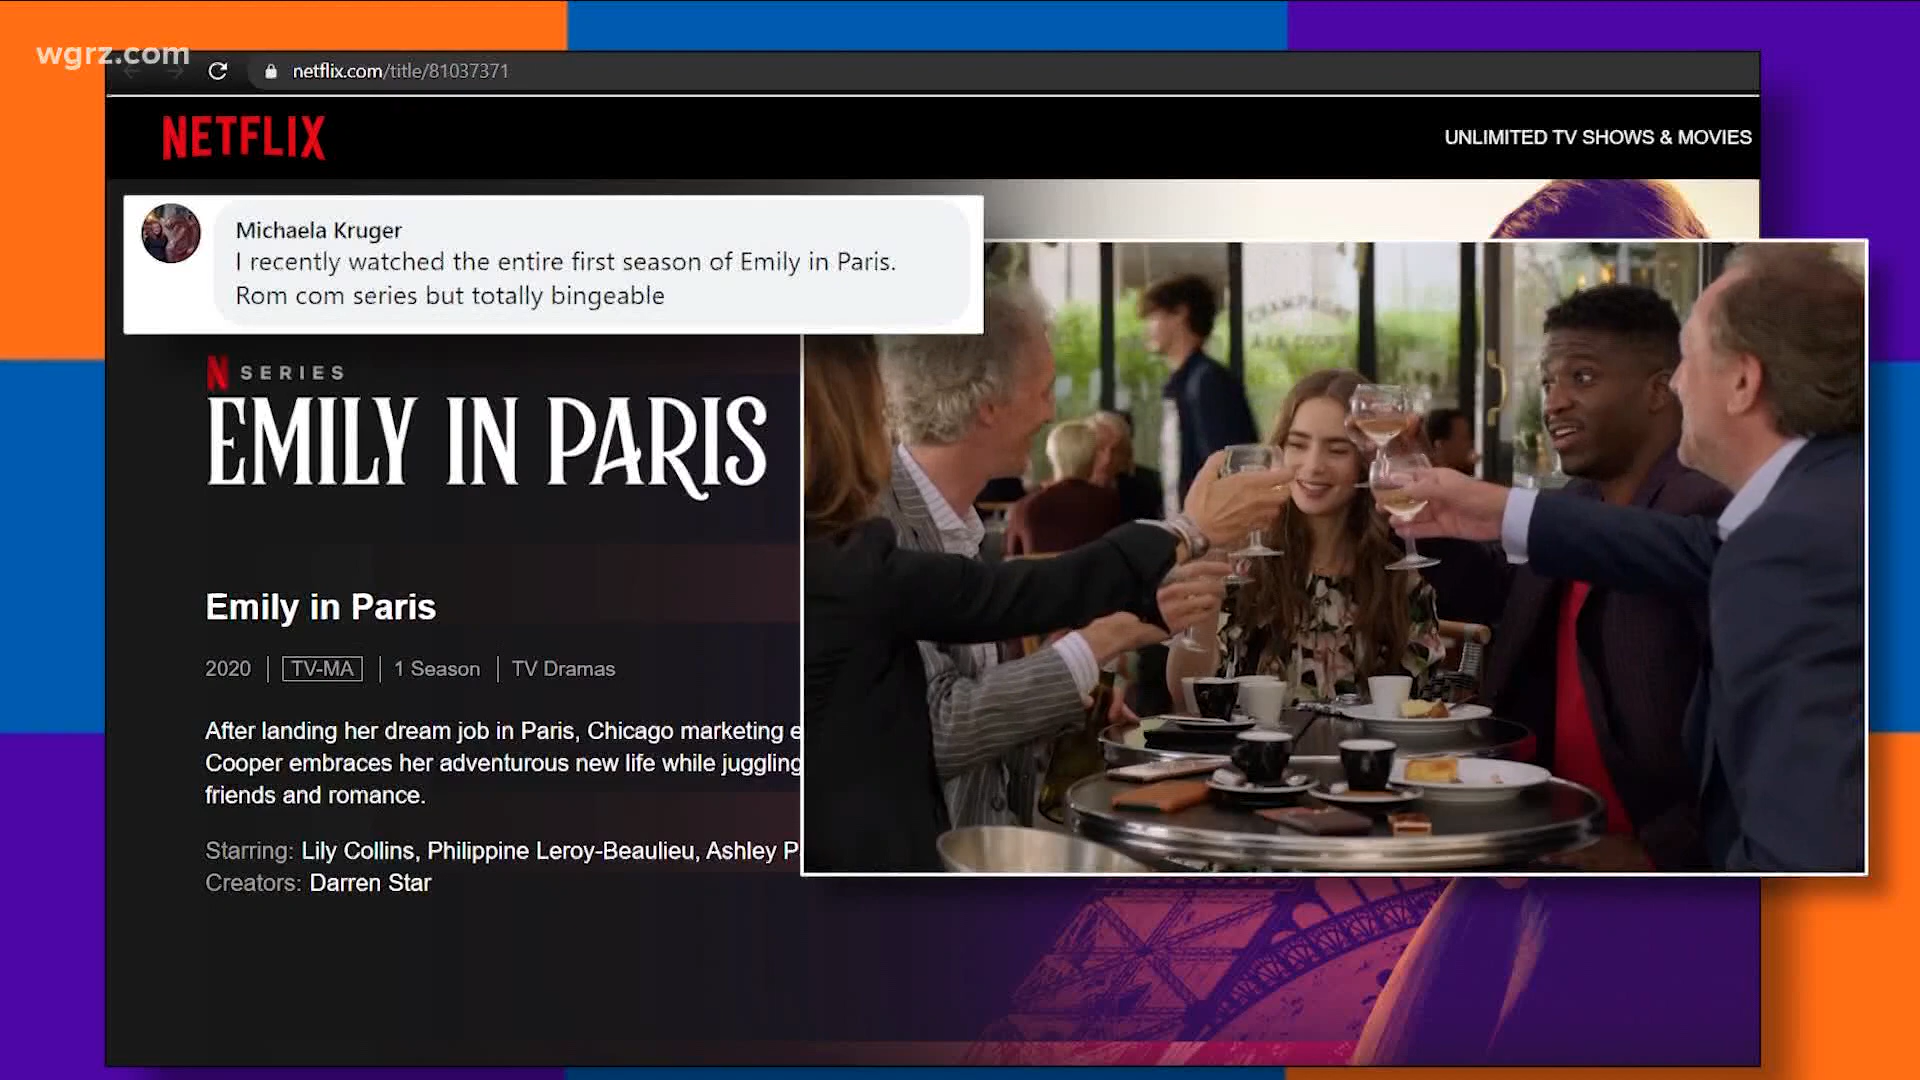 wgrz.com
netflix.com/title/81037371
NETFLIX
UNLIMITED TV SHOWS & MOVIES
Michaela Kruger
I recently watched the entire first season of Emily in Paris.
Rom com series but totally bingeable
N SERIES
EMILY IN PARIS
CHAMPAGNE
Emily in Paris
2020 | TV-MA | 1 Season | TV Dramas
After landing her dream job in Paris, Chicago marketing e
Cooper embraces her adventurous new life while juggling
friends and romance.
Starring: Lily Collins, Philippine Leroy-Beaulieu, Ashley P
Creators: Darren Star